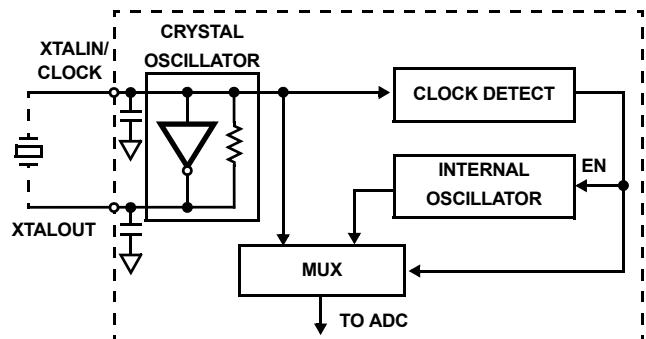 CRYSTAL
OSCILLATOR
XTALIN/
CLOCK
CLOCK DETECT
INTERNAL
OSCILLATOR
EN
XTALOUT
MUX
TO ADC